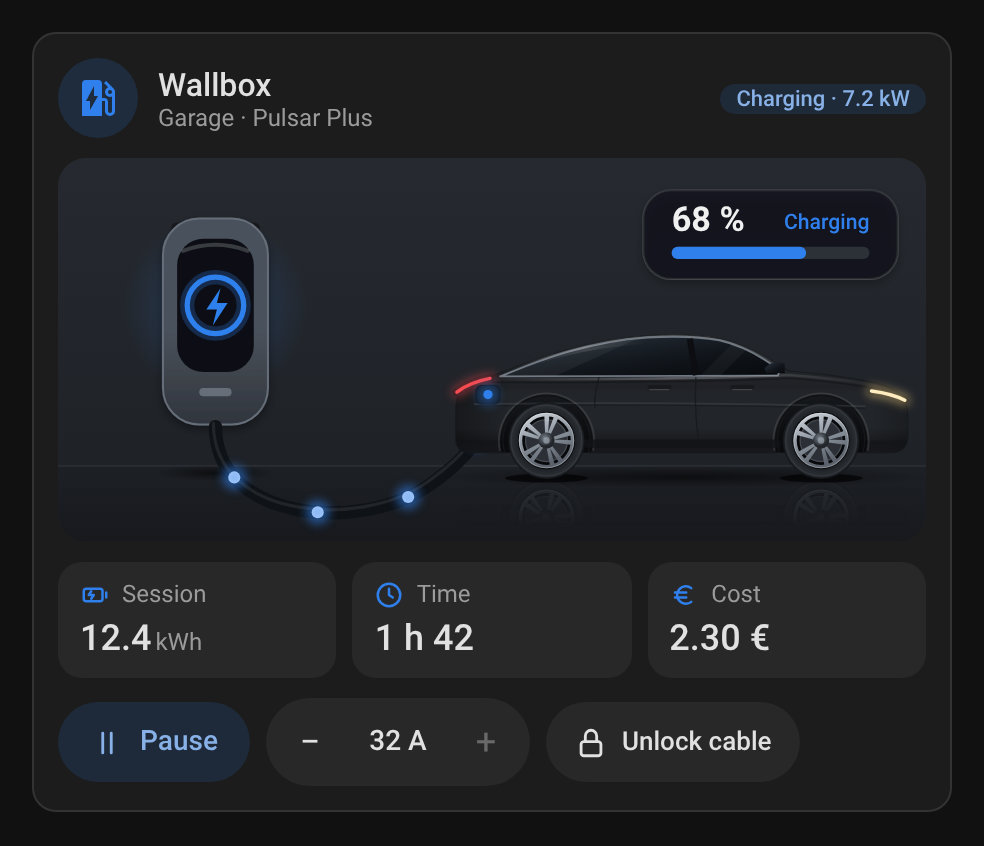 Wallbox
Garage · Pulsar Plus
Charging · 7.2 kW
68 %
Charging
Session
12.4 kWh
Time
1 h 42
Cost
2.30 €
Pause
− 32 A +
Unlock cable